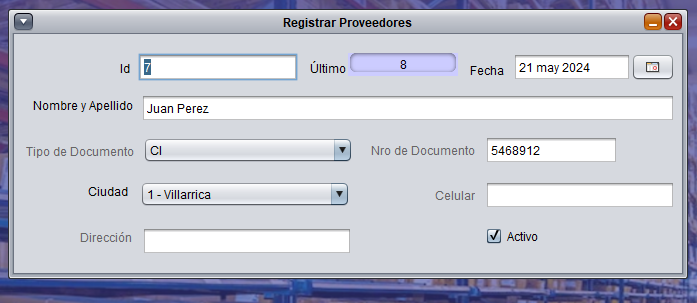 Registrar Proveedores
Id 7 Último 8 Fecha 21 may 2024
Nombre y Apellido Juan Perez
Tipo de Documento CI Nro de Documento 5468912
Ciudad 1 - Villarrica Celular
Dirección Activo